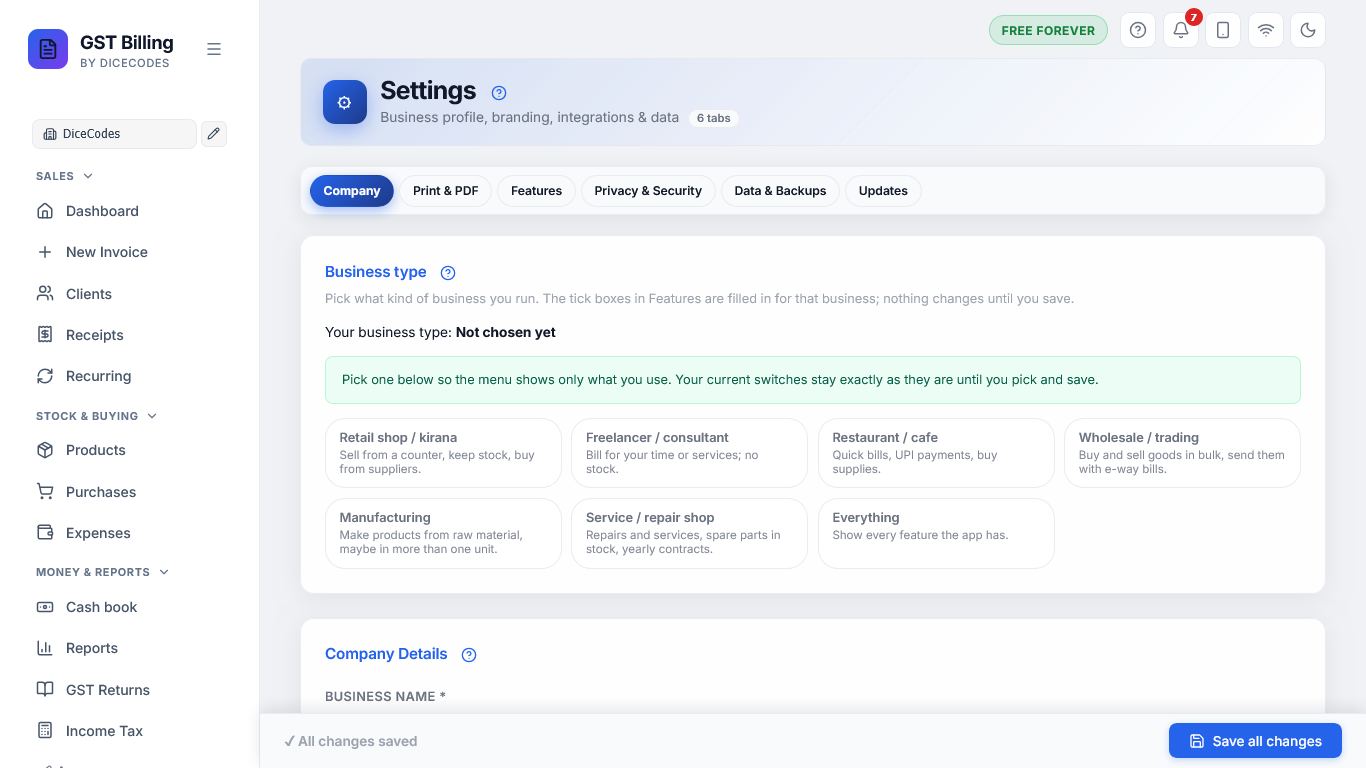 GST Billing
BY DICECODES
DiceCodes
SALES
Dashboard
New Invoice
Clients
Receipts
Recurring
STOCK & BUYING
Products
Purchases
Expenses
MONEY & REPORTS
Cash book
Reports
GST Returns
Income Tax
FREE FOREVER
7
Settings
Business profile, branding, integrations & data 6 tabs
Company Print & PDF Features Privacy & Security Data & Backups Updates
Business type
Pick what kind of business you run. The tick boxes in Features are filled in for that business; nothing changes until you save.
Your business type: Not chosen yet
Pick one below so the menu shows only what you use. Your current switches stay exactly as they are until you pick and save.
Retail shop / kirana
Sell from a counter, keep stock, buy
from suppliers.
Freelancer / consultant
Bill for your time or services; no
stock.
Restaurant / cafe
Quick bills, UPI payments, buy
supplies.
Wholesale / trading
Buy and sell goods in bulk, send them
with e-way bills.
Manufacturing
Make products from raw material,
maybe in more than one unit.
Service / repair shop
Repairs and services, spare parts in
stock, yearly contracts.
Everything
Show every feature the app has.
Company Details
BUSINESS NAME *
✓ All changes saved
Save all changes